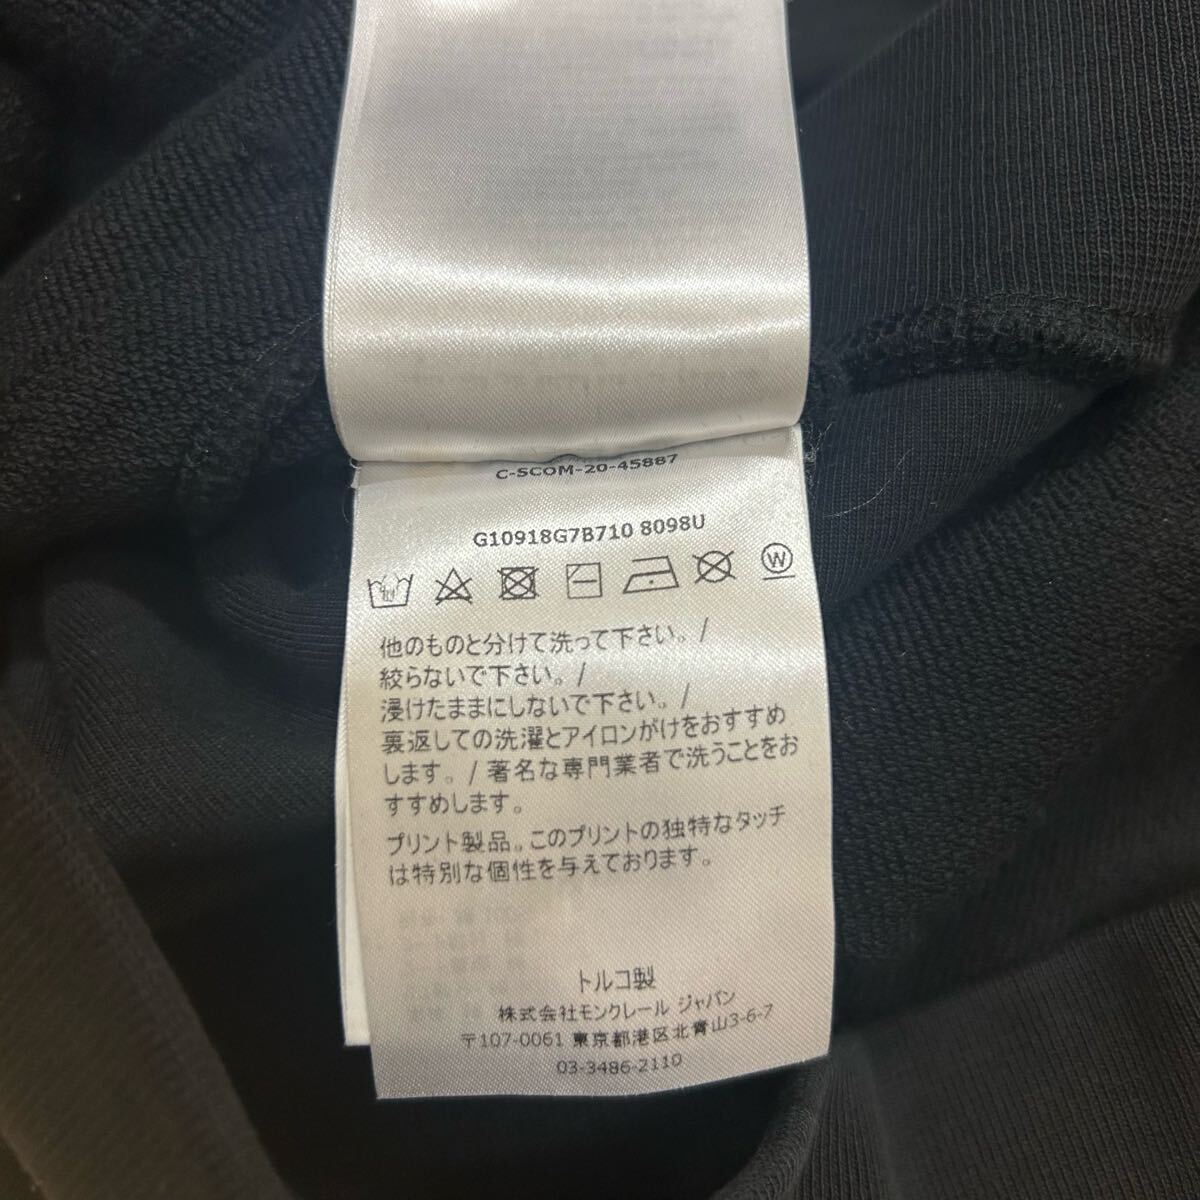 C-SCOM-20-45887
G10918G7B710 8098U
W
他のものと分けて洗って下さい。/
絞らないで下さい。/
浸けたままにしないで下さい。/
裏返しての洗濯とアイロンがけをおすすめ
します。/ 著名な専門業者で洗うことをお
すすめします。
プリント製品。このプリントの独特なタッチ
は特別な個性を与えております。
トルコ製
株式会社モンクレール ジャパン
〒107-0061 東京都港区北青山3-6-7
03-3486-2110